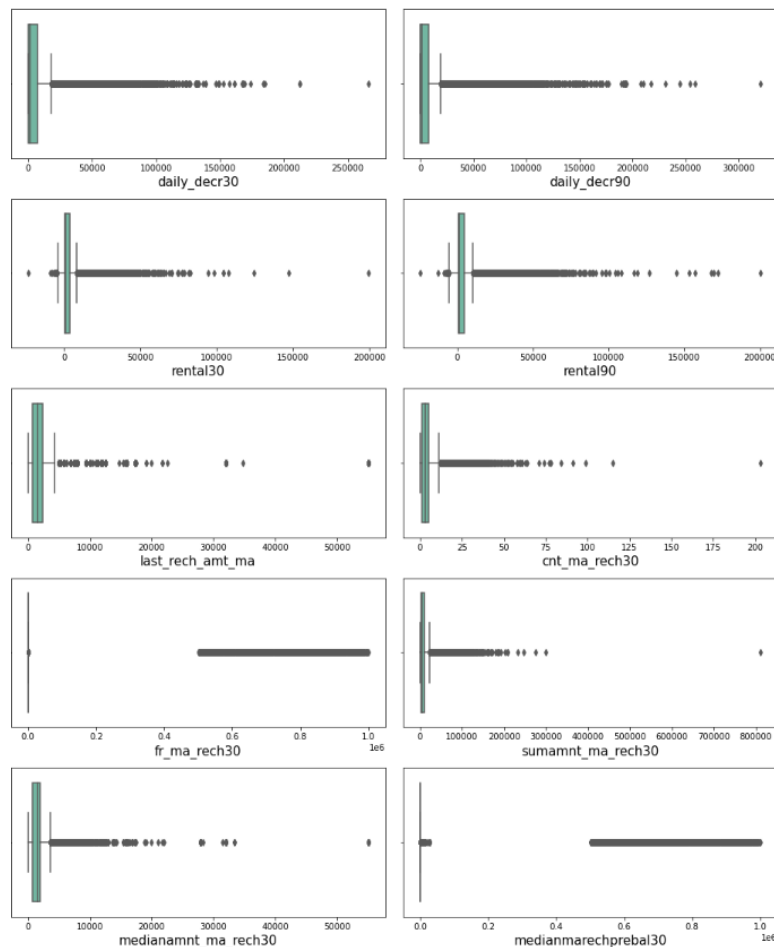 0 50000 100000 150000 200000 250000
daily_decr30
0 50000 100000 150000 200000 250000 300000
daily_decr90
0 50000 100000 150000 200000
rental30
0 50000 100000 150000 200000
rental90
0 10000 20000 30000 40000 50000
last_rech_amt_ma
0 25 50 75 100 125 150 175 200
cnt_ma_rech30
0.0 0.2 0.4 0.6 0.8 1.0
1e6
fr_ma_rech30
0 100000 200000 300000 400000 500000 600000 700000 800000
sumamnt_ma_rech30
0 10000 20000 30000 40000 50000
medianamnt_ma_rech30
0.0 0.2 0.4 0.6 0.8 1.0
1e6
medianmarechprebal30